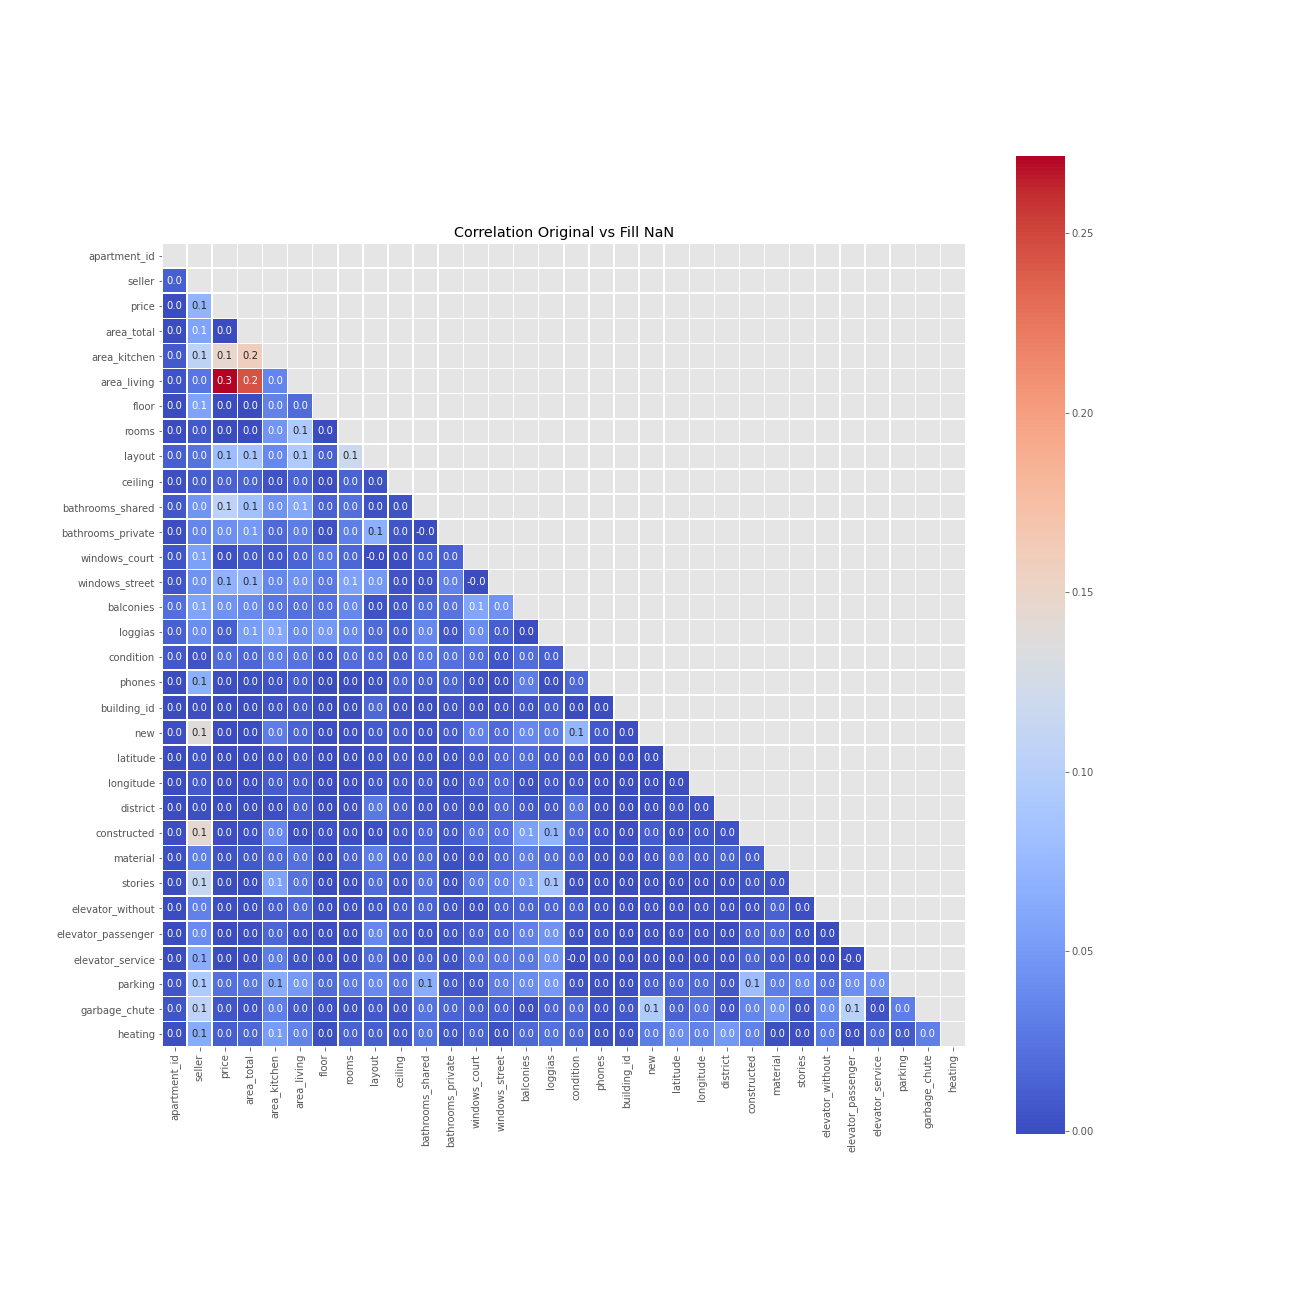 Correlation Original vs Fill NaN
apartment_id
seller 0.0
price 0.0 0.1
area_total 0.0 0.1 0.0
area_kitchen 0.0 0.1 0.1 0.2
area_living 0.0 0.0 0.3 0.2 0.0
floor 0.0 0.1 0.0 0.0 0.0 0.0
rooms 0.0 0.0 0.0 0.0 0.0 0.1 0.0
layout 0.0 0.0 0.1 0.1 0.0 0.1 0.0 0.1
ceiling 0.0 0.0 0.0 0.0 0.0 0.0 0.0 0.0 0.0
bathrooms_shared 0.0 0.0 0.1 0.1 0.0 0.1 0.0 0.0 0.0 0.0
bathrooms_private 0.0 0.0 0.0 0.1 0.0 0.0 0.0 0.0 0.1 0.0 -0.0
windows_court 0.0 0.1 0.0 0.0 0.0 0.0 0.0 0.0 -0.0 0.0 0.0 0.0
windows_street 0.0 0.0 0.1 0.1 0.0 0.0 0.0 0.1 0.0 0.0 0.0 0.0 -0.0
balconies 0.0 0.1 0.0 0.0 0.0 0.0 0.0 0.0 0.0 0.0 0.0 0.0 0.1 0.0
loggias 0.0 0.0 0.0 0.1 0.1 0.0 0.0 0.0 0.0 0.0 0.0 0.0 0.0 0.0 0.0
condition 0.0 0.0 0.0 0.0 0.0 0.0 0.0 0.0 0.0 0.0 0.0 0.0 0.0 0.0 0.0 0.0
phones 0.0 0.1 0.0 0.0 0.0 0.0 0.0 0.0 0.0 0.0 0.0 0.0 0.0 0.0 0.0 0.0 0.0
building_id 0.0 0.0 0.0 0.0 0.0 0.0 0.0 0.0 0.0 0.0 0.0 0.0 0.0 0.0 0.0 0.0 0.0 0.0
new 0.0 0.1 0.0 0.0 0.0 0.0 0.0 0.0 0.0 0.0 0.0 0.0 0.0 0.0 0.0 0.0 0.1 0.0 0.0
latitude 0.0 0.0 0.0 0.0 0.0 0.0 0.0 0.0 0.0 0.0 0.0 0.0 0.0 0.0 0.0 0.0 0.0 0.0 0.0 0.0
longitude 0.0 0.0 0.0 0.0 0.0 0.0 0.0 0.0 0.0 0.0 0.0 0.0 0.0 0.0 0.0 0.0 0.0 0.0 0.0 0.0 0.0
district 0.0 0.0 0.0 0.0 0.0 0.0 0.0 0.0 0.0 0.0 0.0 0.0 0.0 0.0 0.0 0.0 0.0 0.0 0.0 0.0 0.0 0.0
constructed 0.0 0.1 0.0 0.0 0.0 0.0 0.0 0.0 0.0 0.0 0.0 0.0 0.0 0.0 0.1 0.1 0.0 0.0 0.0 0.0 0.0 0.0 0.0
material 0.0 0.0 0.0 0.0 0.0 0.0 0.0 0.0 0.0 0.0 0.0 0.0 0.0 0.0 0.0 0.0 0.0 0.0 0.0 0.0 0.0 0.0 0.0 0.0
stories 0.0 0.1 0.0 0.0 0.1 0.0 0.0 0.0 0.0 0.0 0.0 0.0 0.0 0.0 0.1 0.1 0.0 0.0 0.0 0.0 0.0 0.0 0.0 0.0 0.0
elevator_without 0.0 0.0 0.0 0.0 0.0 0.0 0.0 0.0 0.0 0.0 0.0 0.0 0.0 0.0 0.0 0.0 0.0 0.0 0.0 0.0 0.0 0.0 0.0 0.0 0.0 0.0
elevator_passenger 0.0 0.0 0.0 0.0 0.0 0.0 0.0 0.0 0.0 0.0 0.0 0.0 0.0 0.0 0.0 0.0 0.0 0.0 0.0 0.0 0.0 0.0 0.0 0.0 0.0 0.0 0.0
elevator_service 0.0 0.1 0.0 0.0 0.0 0.0 0.0 0.0 0.0 0.0 0.0 0.0 0.0 0.0 0.0 0.0 -0.0 0.0 0.0 0.0 0.0 0.0 0.0 0.0 0.0 0.0 0.0 -0.0
parking 0.0 0.1 0.0 0.0 0.1 0.0 0.0 0.0 0.0 0.0 0.1 0.0 0.0 0.0 0.0 0.0 0.0 0.0 0.0 0.0 0.0 0.0 0.0 0.1 0.0 0.0 0.0 0.0 0.0
garbage_chute 0.0 0.1 0.0 0.0 0.0 0.0 0.0 0.0 0.0 0.0 0.0 0.0 0.0 0.0 0.0 0.0 0.0 0.0 0.0 0.1 0.0 0.0 0.0 0.0 0.0 0.0 0.0 0.1 0.0 0.0
heating 0.0 0.1 0.0 0.0 0.1 0.0 0.0 0.0 0.0 0.0 0.0 0.0 0.0 0.0 0.0 0.0 0.0 0.0 0.0 0.0 0.0 0.0 0.0 0.0 0.0 0.0 0.0 0.0 0.0 0.0 0.0
apartment_id
seller
price
area_total
area_kitchen
area_living
floor
rooms
layout
ceiling
bathrooms_shared
bathrooms_private
windows_court
windows_street
balconies
loggias
condition
phones
building_id
new
latitude
longitude
district
constructed
material
stories
elevator_without
elevator_passenger
elevator_service
parking
garbage_chute
heating
0.25
0.20
0.15
0.10
0.05
0.00